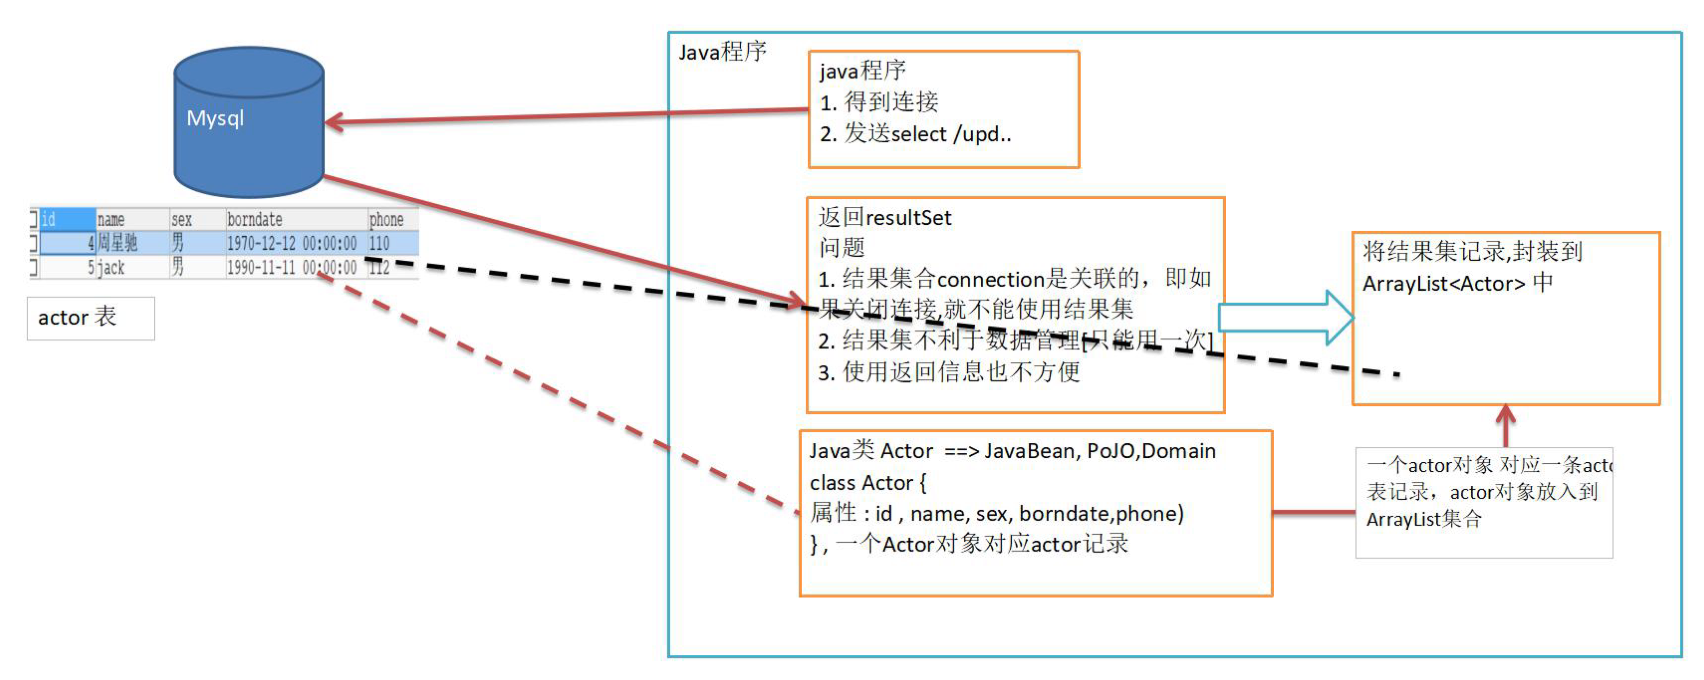 Java程序
java程序
1. 得到连接
2. 发送select /upd..
Mysql
id name sex borndate phone
4 周星驰 男 1970-12-12 00:00:00 110
5 jack 男 1990-11-11 00:00:00 112
actor 表
返回resultSet
问题
1. 结果集合connection是关联的，即如
果关闭连接,就不能使用结果集
2. 结果集不利于数据管理[只能用一次]
3. 使用返回信息也不方便
将结果集记录,封装到
ArrayList<Actor> 中
Java类 Actor ==> JavaBean, PoJO,Domain
class Actor {
属性 : id , name, sex, borndate,phone)
} , 一个Actor对象对应actor记录
一个actor对象 对应一条acto
表记录，actor对象放入到
ArrayList集合